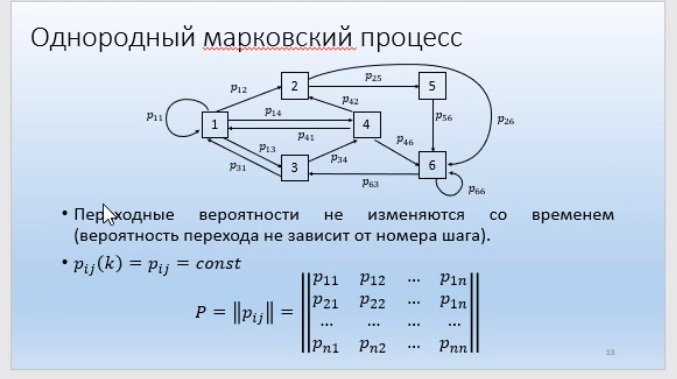 Однородный марковский процесс
p₂₅
2
5
p₁₂
p₄₂
p₁₁
p₁₄
p₅₆
p₂₆
1
4
p₄₁
p₄₆
p₁₃
p₃₄
p₃₁
3
6
p₆₃
p₆₆
• Переходные вероятности не изменяются со временем
(вероятность перехода не зависит от номера шага).
• pᵢⱼ(k) = pᵢⱼ = const
p₁₁ p₁₂ ... p₁ₙ
p₂₁ p₂₂ ... p₁ₙ
P = ‖pᵢⱼ‖ =
... ... ... ...
pₙ₁ pₙ₂ ... pₙₙ
13